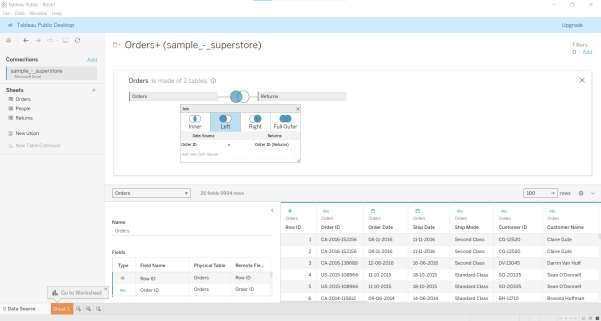 Tableau Public - Book1
File Data Window Help
Tableau Public Desktop
Upgrade
Connections
Add
sample_-_superstore
Microsoft Excel
Sheets
Orders
People
Returns
New Union
New Table Extension
Orders+ (sample_-_superstore)
Filters
0 Add
Orders is made of 2 tables.
Orders
Returns
Join
Inner
Left
Right
Full Outer
Data Source
Returns
Order ID
=
Order ID (Returns)
Add new join clause
Orders
9994 rows
100
rows
Name
Orders
Fields
Type
Field Name
Physical Table
Remote Fie...
Row ID
Orders
Row ID
Order ID
Orders
Order ID
Orders
Orders
Orders
Orders
Orders
Orders
Orders
Row ID
Order ID
Order Date
Ship Date
Ship Mode
Customer ID
Customer Name
1 CA-2016-152156 08-11-2016 11-11-2016 Second Class CG-12520 Claire Gute
2 CA-2016-152156 08-11-2016 11-11-2016 Second Class CG-12520 Claire Gute
3 CA-2016-138688 12-06-2016 16-06-2016 Second Class DV-13045 Darrin Van Huff
4 US-2015-108966 11-10-2015 18-10-2015 Standard Class SO-20335 Sean O'Donnell
5 US-2015-108966 11-10-2015 18-10-2015 Standard Class SO-20335 Sean O'Donnell
6 CA-2014-115812 09-06-2014 14-06-2014 Standard Class BH-11710 Brosina Hoffman
Go to Worksheet
Data Source
Sheet 1